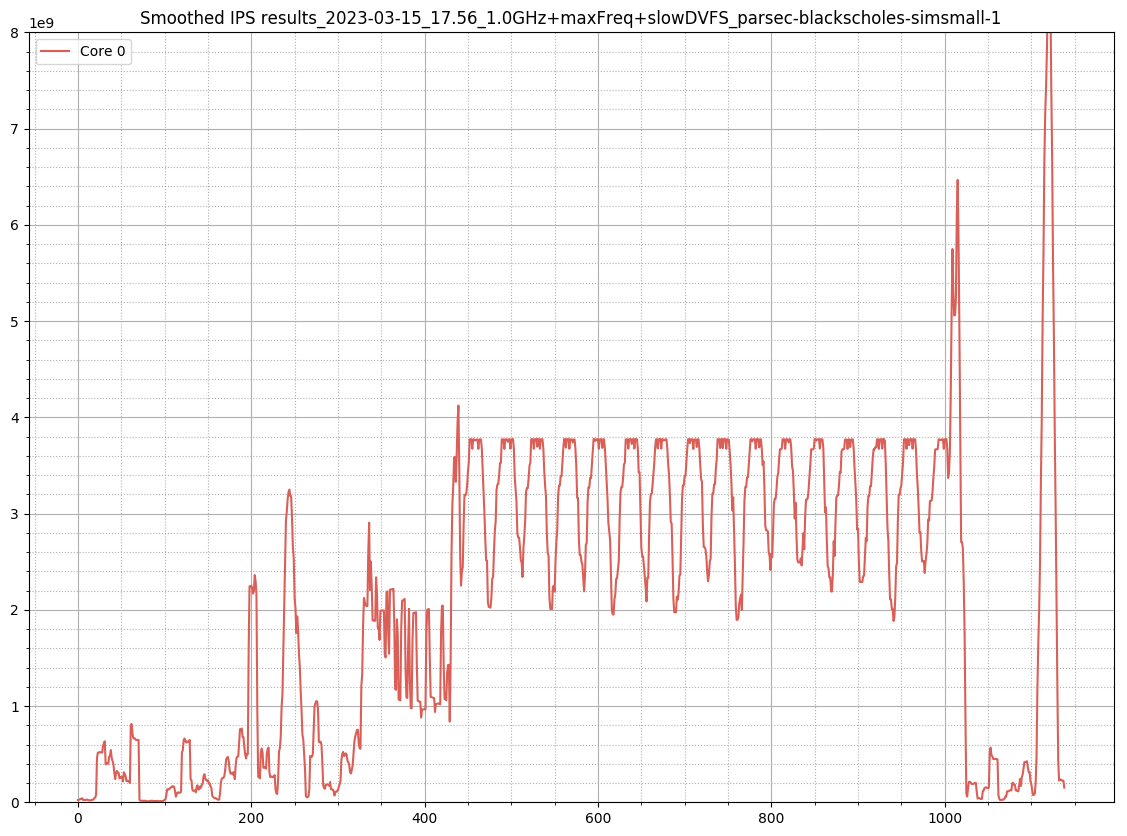 Smoothed IPS results_2023-03-15_17.56_1.0GHz+maxFreq+slowDVFS_parsec-blackscholes-simsmall-1
1e9
Core 0
8
7
6
5
4
3
2
1
0
0 200 400 600 800 1000